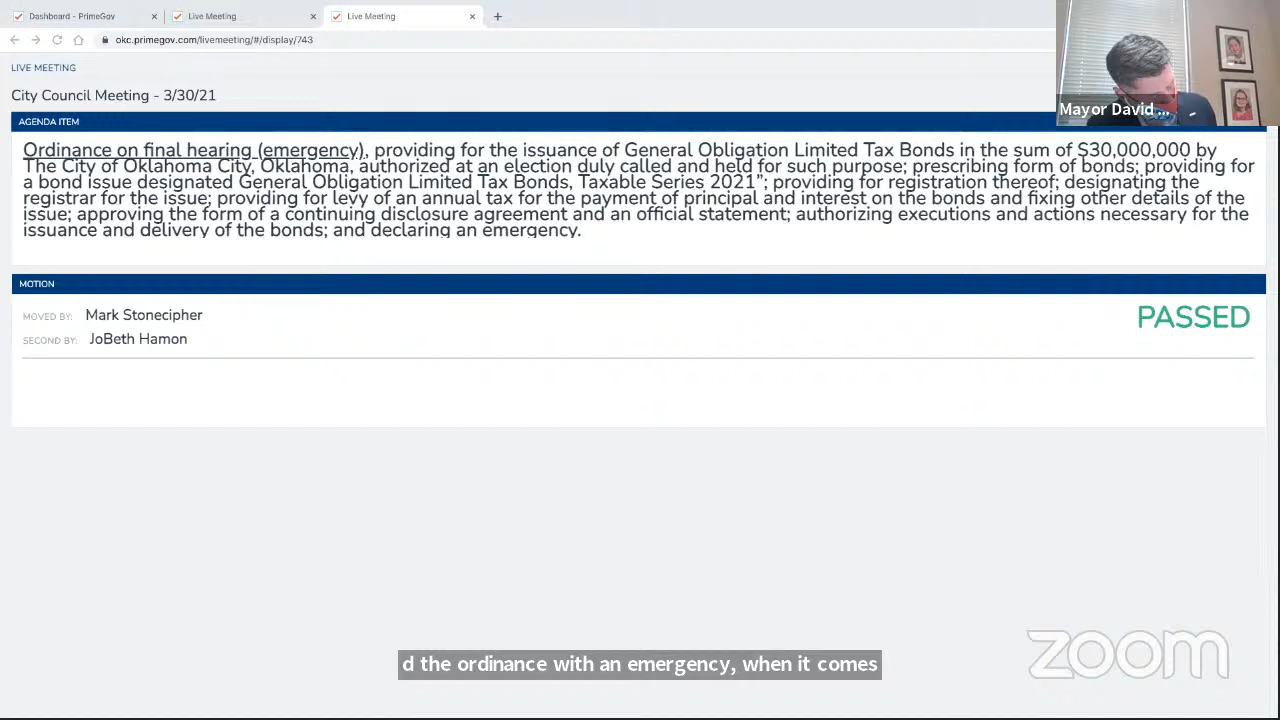 Dashboard - PrimeGov
Live Meeting
Live Meeting
okc.primegov.com/livemeeting/#/display/743
LIVE MEETING
City Council Meeting - 3/30/21
Mayor David ...
AGENDA ITEM
Ordinance on final hearing (emergency), providing for the issuance of General Obligation Limited Tax Bonds in the sum of $30,000,000 by
The City of Oklahoma City, Oklahoma, authorized at an election duly called and held for such purpose; prescribing form of bonds; providing for
a bond issue designated General Obligation Limited Tax Bonds, Taxable Series 2021”; providing for registration thereof; designating the
registrar for the issue; providing for levy of an annual tax for the payment of principal and interest on the bonds and fixing other details of the
issue; approving the form of a continuing disclosure agreement and an official statement; authorizing executions and actions necessary for the
issuance and delivery of the bonds; and declaring an emergency.
MOTION
MOVED BY: Mark Stonecipher
PASSED
SECOND BY: JoBeth Hamon
zoom
d the ordinance with an emergency, when it comes